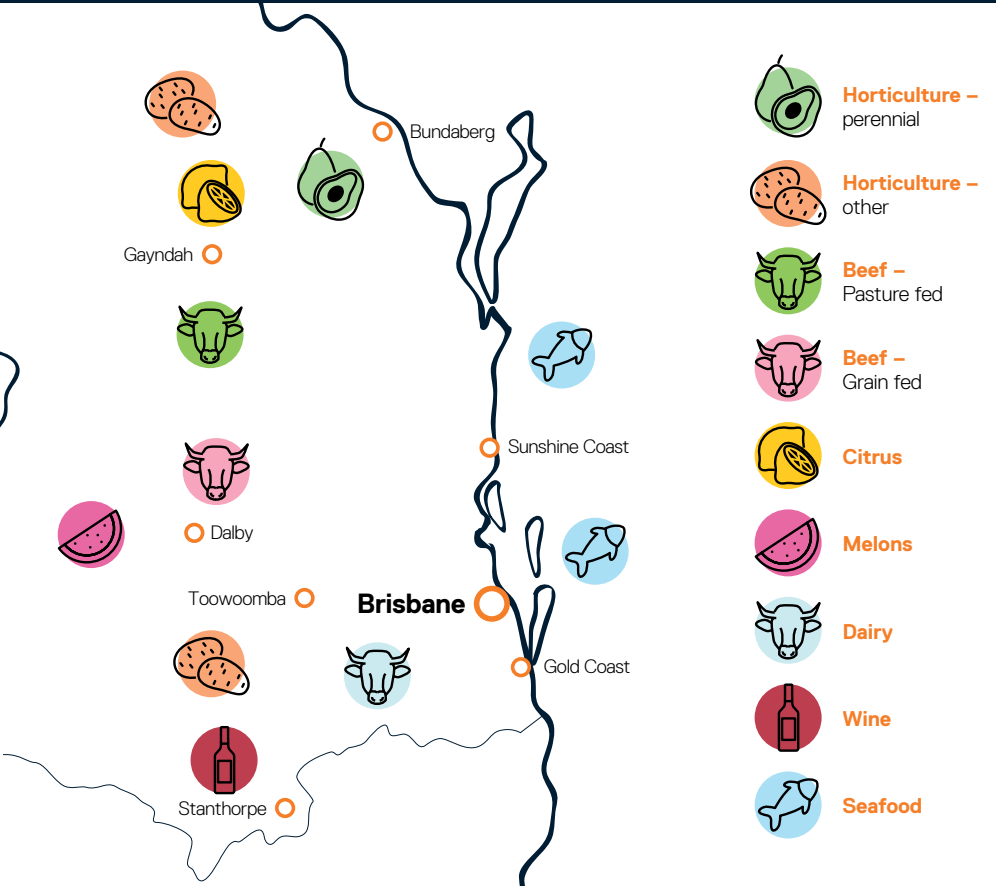 Bundaberg
Gayndah
Sunshine Coast
Dalby
Toowoomba
Brisbane
Gold Coast
Stanthorpe
Horticulture –
perennial
Horticulture –
other
Beef –
Pasture fed
Beef –
Grain fed
Citrus
Melons
Dairy
Wine
Seafood